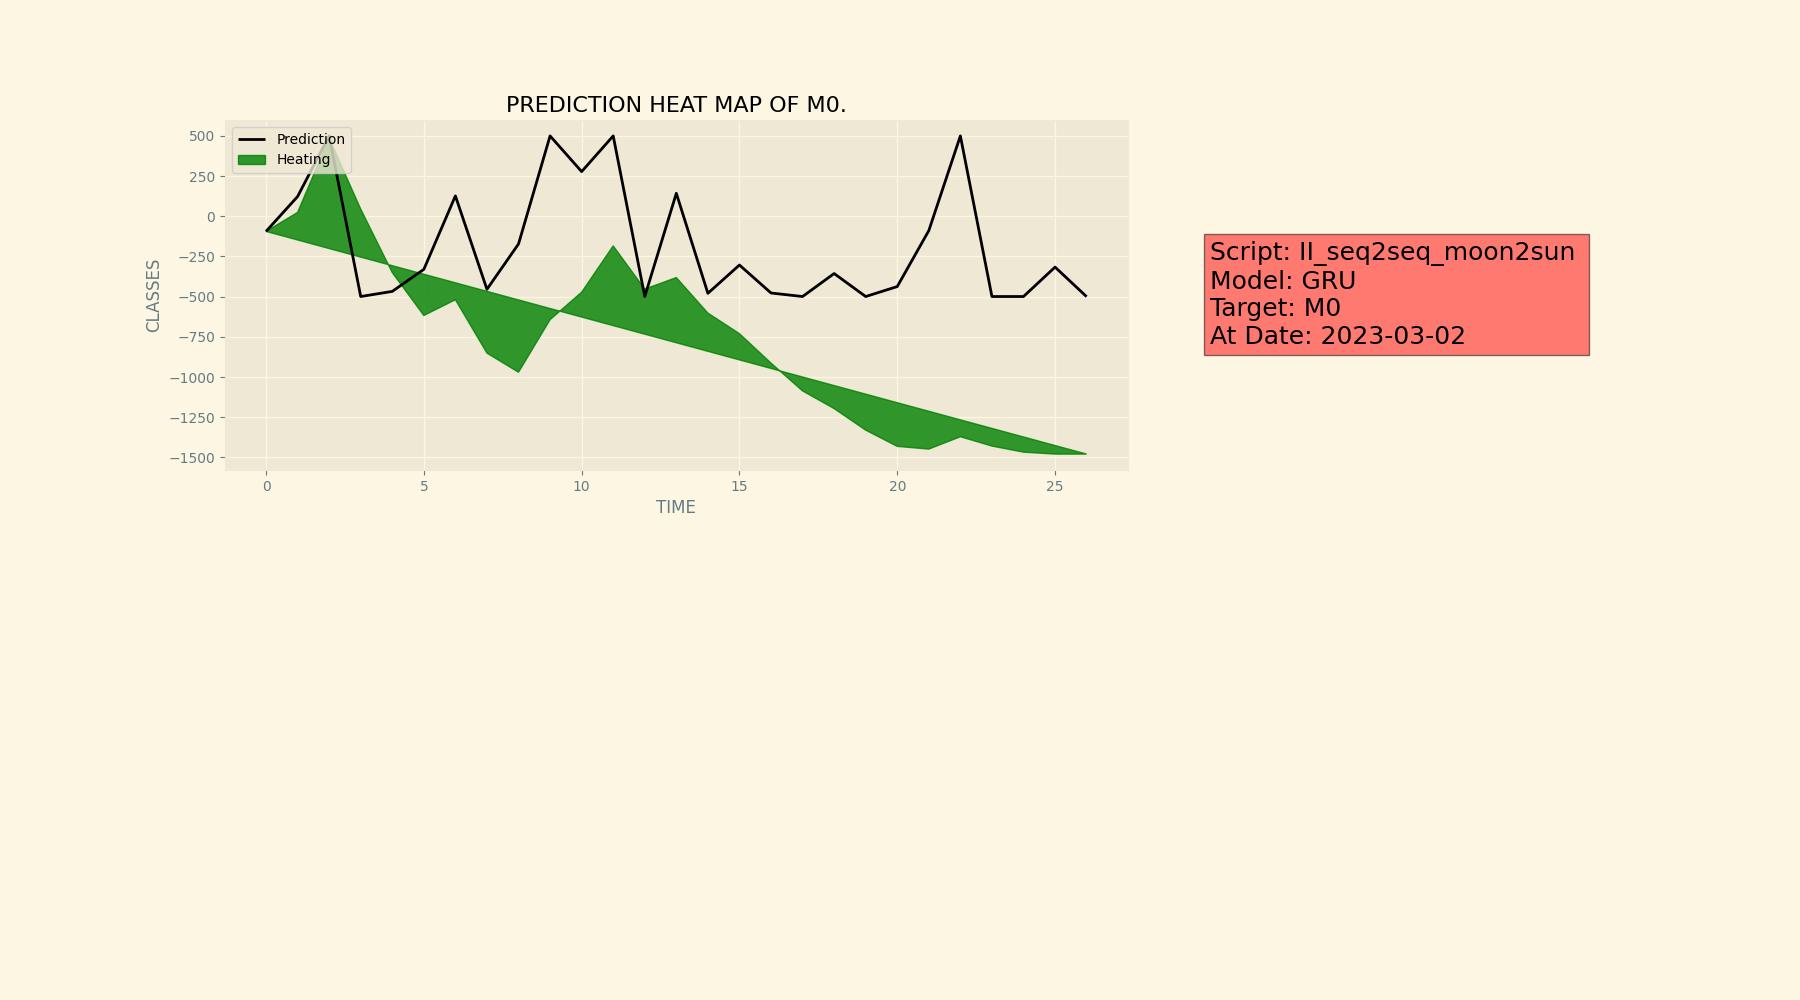 PREDICTION HEAT MAP OF M0.
Prediction
Heating
500
250
0
−250
−500
−750
−1000
−1250
−1500
CLASSES
0 5 10 15 20 25
TIME
Script: II_seq2seq_moon2sun
Model: GRU
Target: M0
At Date: 2023-03-02